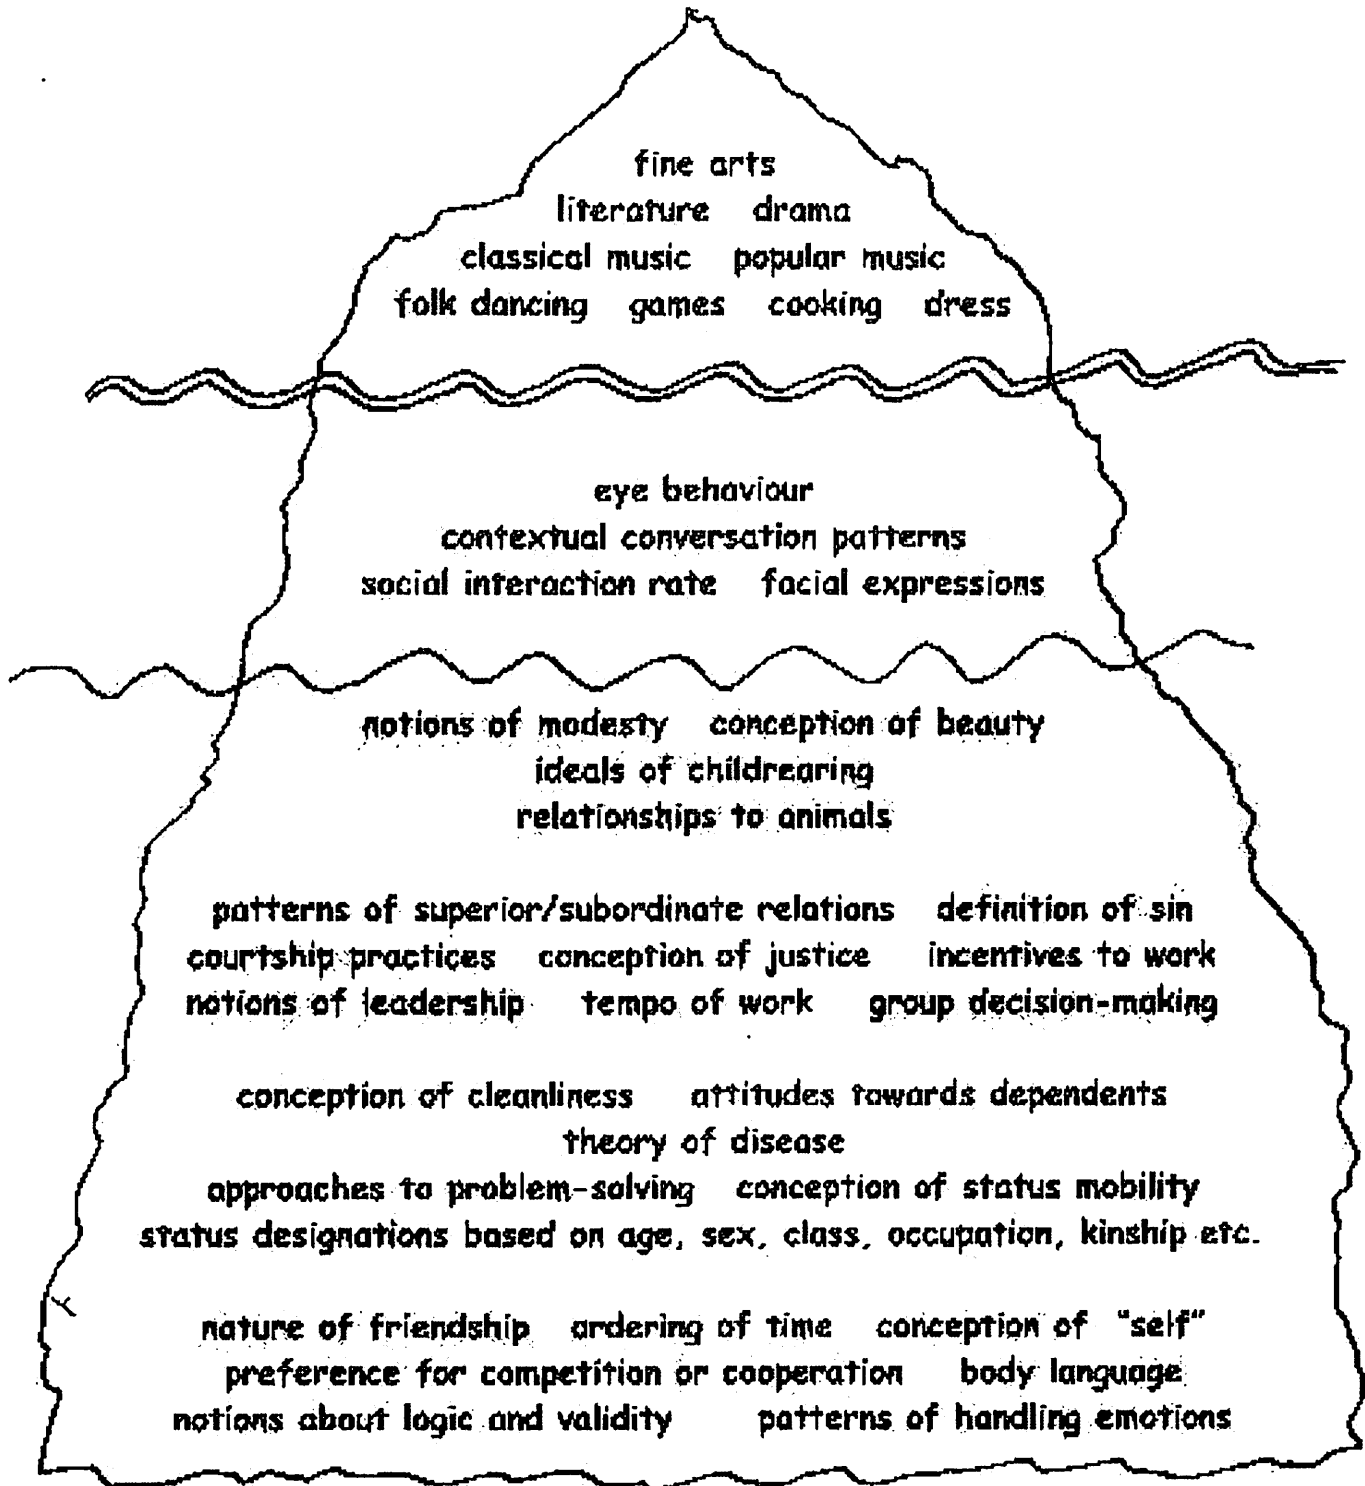 fine arts
literature drama
classical music popular music
folk dancing games cooking dress
eye behaviour
contextual conversation patterns
social interaction rate facial expressions
notions of modesty conception of beauty
ideals of childrearing
relationships to animals
patterns of superior/subordinate relations definition of sin
courtship practices conception of justice incentives to work
notions of leadership tempo of work group decision-making
conception of cleanliness attitudes towards dependents
theory of disease
approaches to problem-solving conception of status mobility
status designations based on age, sex, class, occupation, kinship etc.
nature of friendship ordering of time conception of "self"
preference for competition or cooperation body language
notions about logic and validity patterns of handling emotions